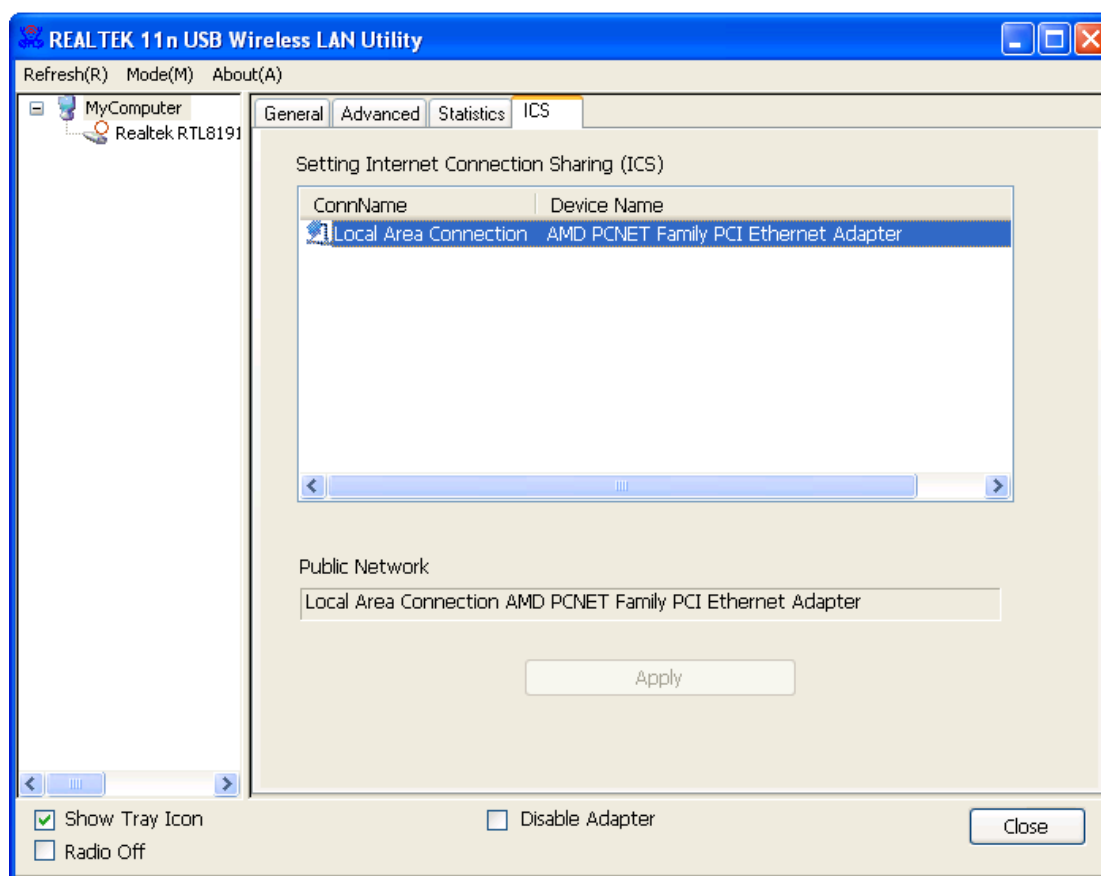 REALTEK 11n USB Wireless LAN Utility
Refresh(R) Mode(M) About(A)
MyComputer
Realtek RTL8191
General Advanced Statistics ICS
Setting Internet Connection Sharing (ICS)
ConnName Device Name
Local Area Connection AMD PCNET Family PCI Ethernet Adapter
Public Network
Local Area Connection AMD PCNET Family PCI Ethernet Adapter
Apply
Show Tray Icon Disable Adapter Close
Radio Off